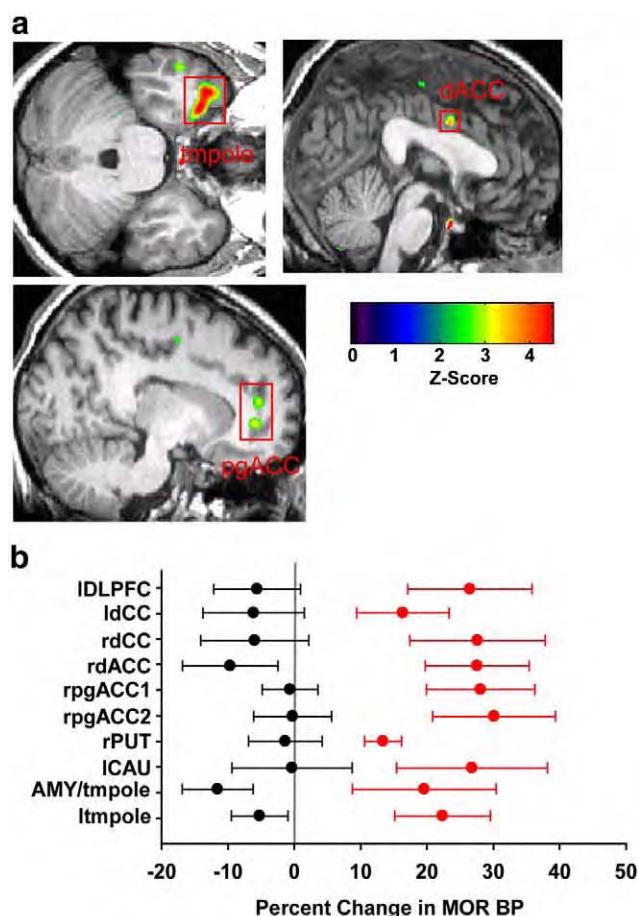 a
tmpole
dACC
pgACC
0 1 2 3 4
Z-Score
b
lDLPFC
ldCC
rdCC
rdACC
rpgACC1
rpgACC2
rPUT
lCAU
AMY/tmpole
ltmpole
-20 -10 0 10 20 30 40 50
Percent Change in MOR BP